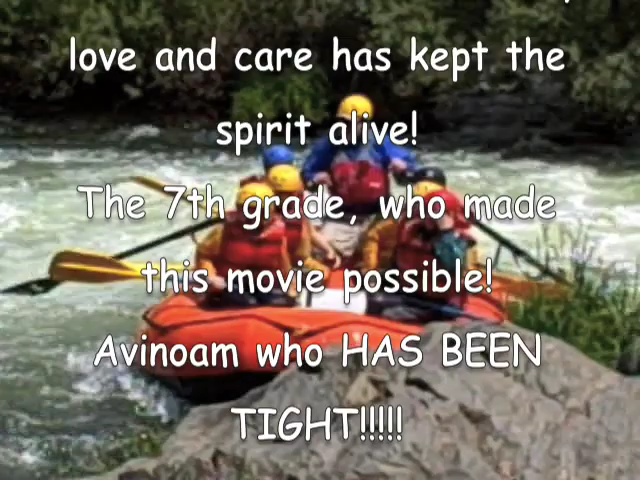 love and care has kept the
spirit alive!
The 7th grade, who made
this movie possible!
Avinoam who HAS BEEN
TIGHT!!!!!